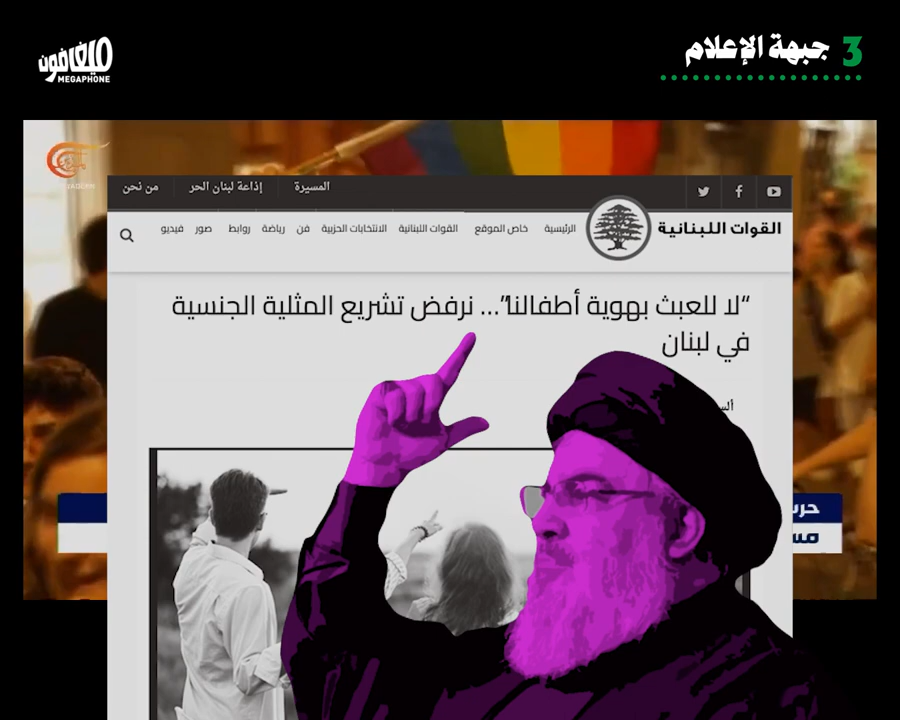 3 جبهة الإعلام
ميغافون
MEGAPHONE
المسيرة
إذاعة لبنان الحر
من نحن
القوات اللبنانية
الرئيسية
خاص الموقع
القوات اللبنانية
الانتخابات الحزبية
فن
رياضة
روابط
صور
فيديو
“لا للعبث بهوية أطفالنا”... نرفض تشريع المثلية الجنسية
في لبنان